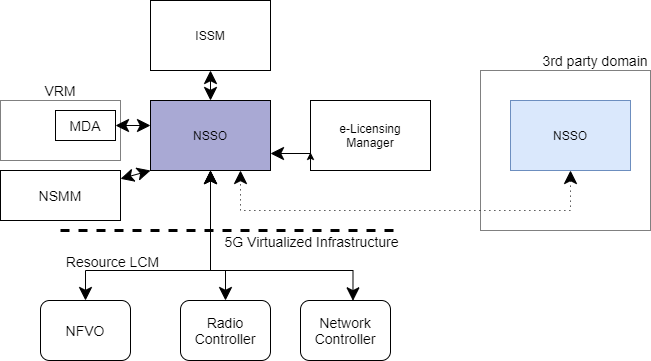 ISSM
3rd party domain
VRM
MDA
NSSO
e-Licensing
Manager
NSSO
NSMM
5G Virtualized Infrastructure
Resource LCM
NFVO
Radio
Controller
Network
Controller